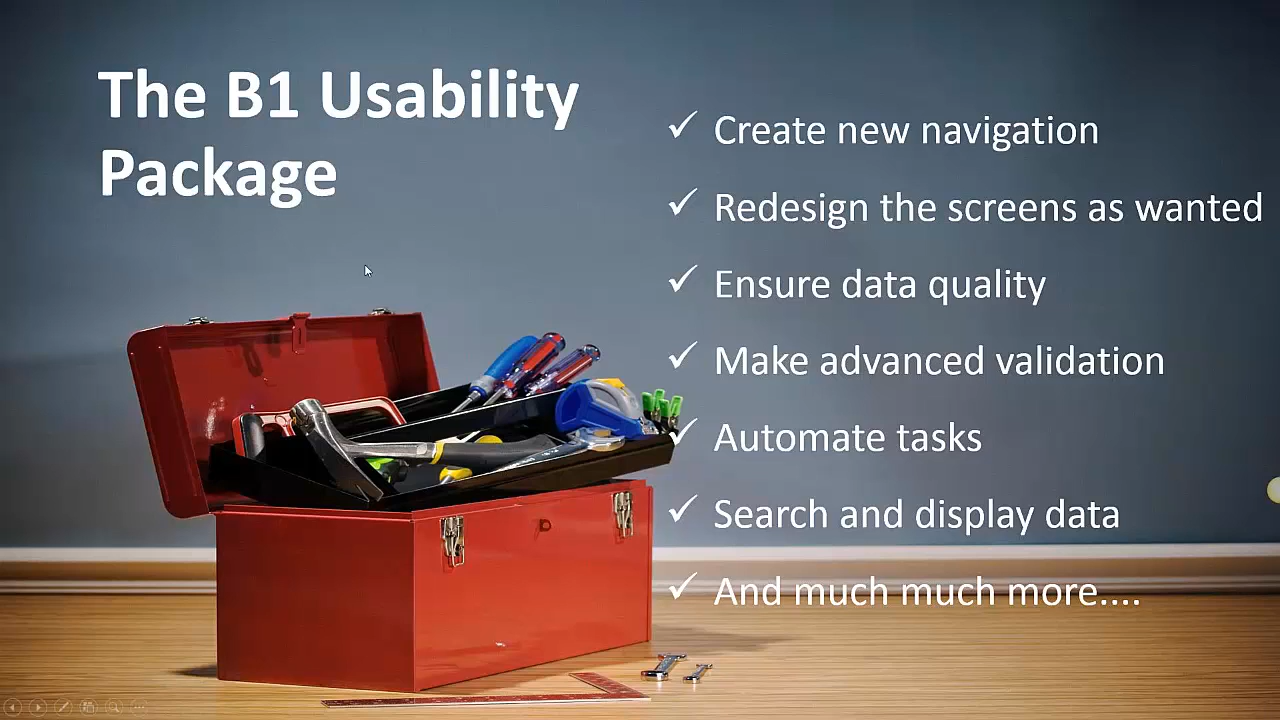 The B1 Usability
Package
✓ Create new navigation
✓ Redesign the screens as wanted
✓ Ensure data quality
✓ Make advanced validation
✓ Automate tasks
✓ Search and display data
✓ And much much more....